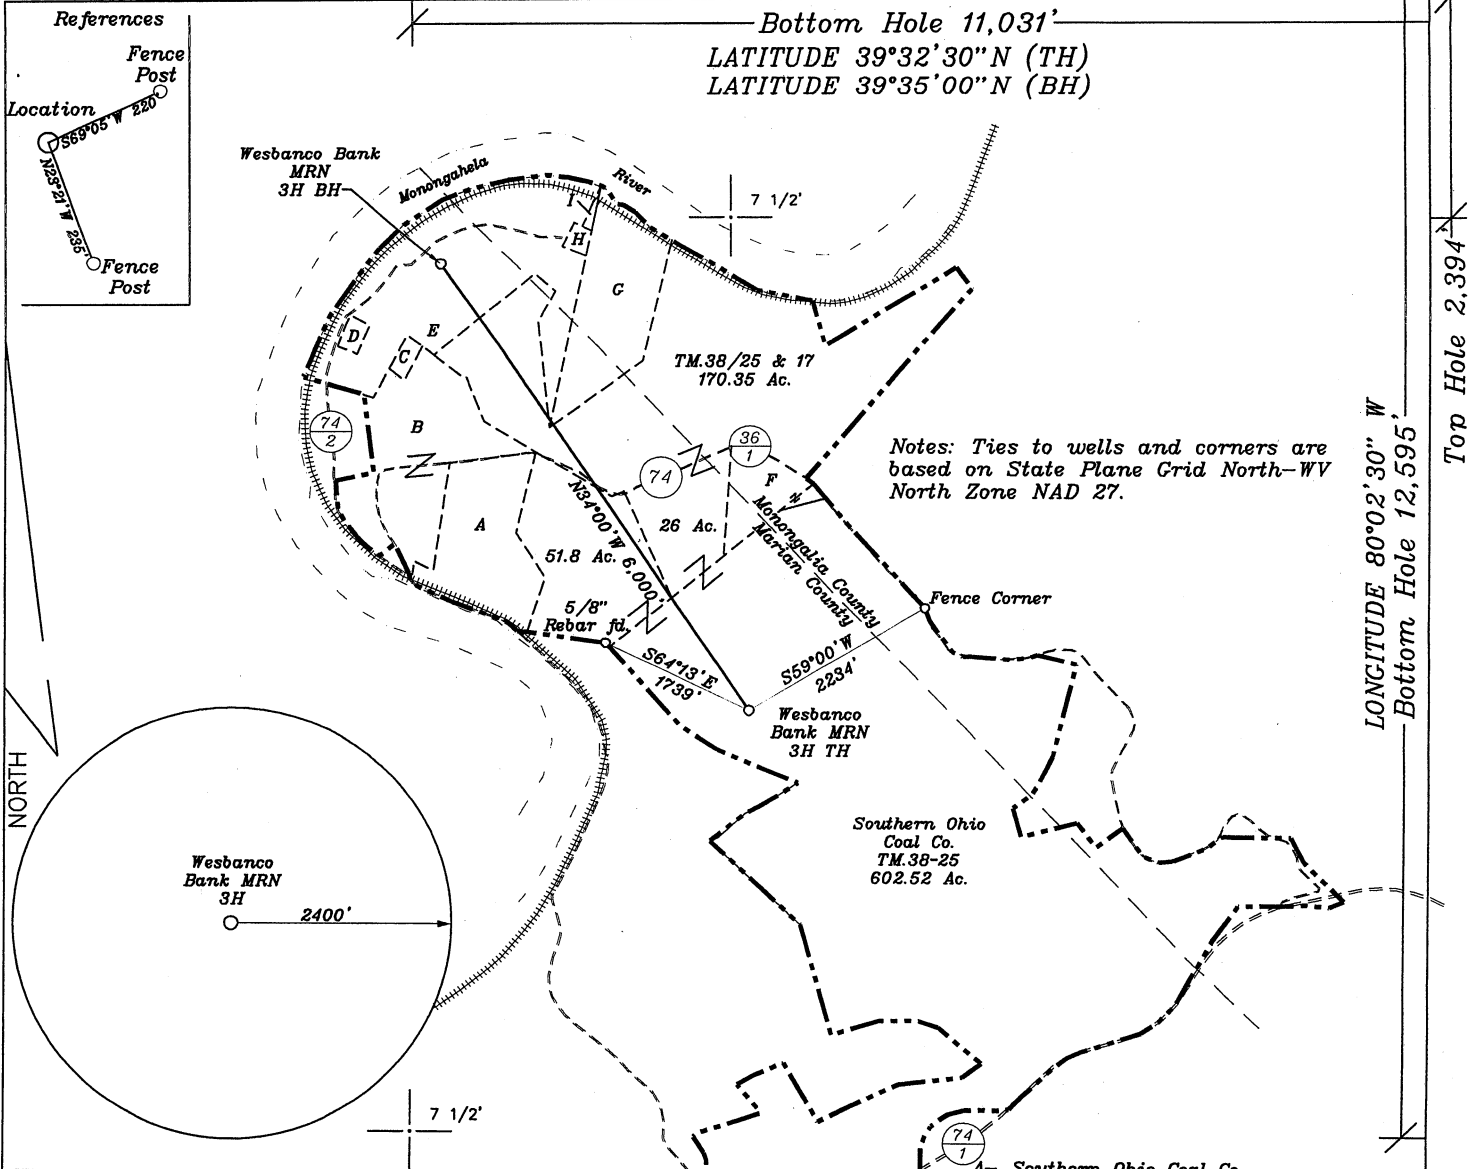 References
Fence
Post
Location
S69°05'W 220'
N23°21'W 235'
Fence
Post
Bottom Hole 11,031'
LATITUDE 39°32'30" N (TH)
LATITUDE 39°35'00" N (BH)
Wesbanco Bank
MRN
3H BH
Monongahela
River
7 1/2'
I
H
G
D
C
E
B
74
2
TM.38/25 & 17
170.35 Ac.
36
1
74
F
A
26 Ac.
51.8 Ac.
N34°00'W 6,000'
Monongalia County
Marian County
Notes: Ties to wells and corners are
based on State Plane Grid North-WV
North Zone NAD 27.
5/8"
Rebar fd.
Fence Corner
S64°13'E
1739'
S59°00'W
2234'
Wesbanco
Bank MRN
3H TH
Southern Ohio
Coal Co.
TM.38-25
602.52 Ac.
NORTH
Wesbanco
Bank MRN
3H
2400'
7 1/2'
74
1
A- Southern Ohio Coal Co.
LONGITUDE 80°02'30" W
Bottom Hole 12,595'
Top Hole 2,394'